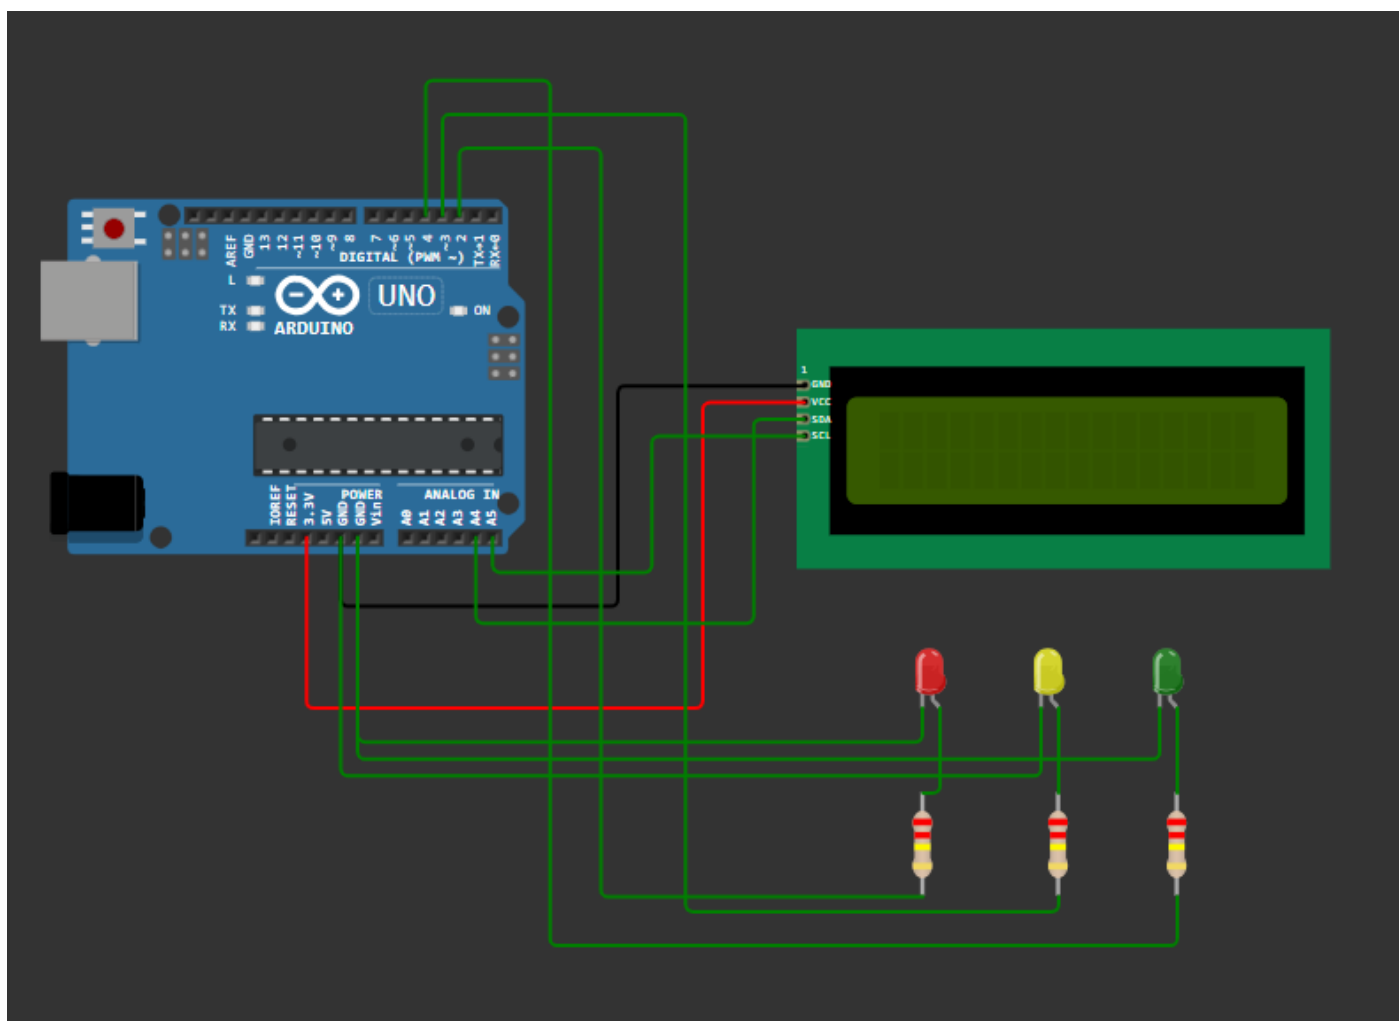 AREF
GND
13
12
~11
~10
~9
8
7
~6
~5
4
~3
2
TX→1
RX←0
DIGITAL (PWM ~)
L
TX
RX
UNO
ON
ARDUINO
1
GND
VCC
SDA
SCL
POWER
ANALOG IN
IOREF
RESET
3.3V
5V
GND
GND
Vin
A0
A1
A2
A3
A4
A5